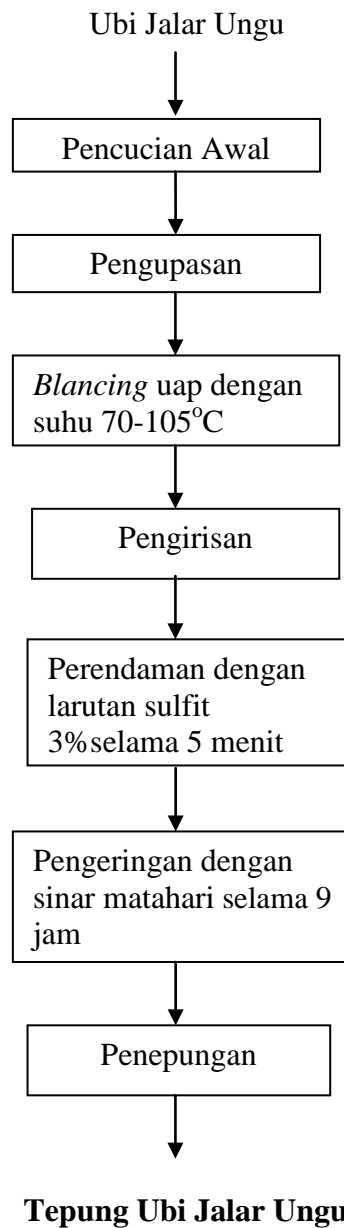 Ubi Jalar Ungu
Pencucian Awal
Pengupasan
Blancing uap dengan
suhu 70-105°C
Pengirisan
Perendaman dengan
larutan sulfit
3%selama 5 menit
Pengeringan dengan
sinar matahari selama 9
jam
Penepungan
Tepung Ubi Jalar Ungu